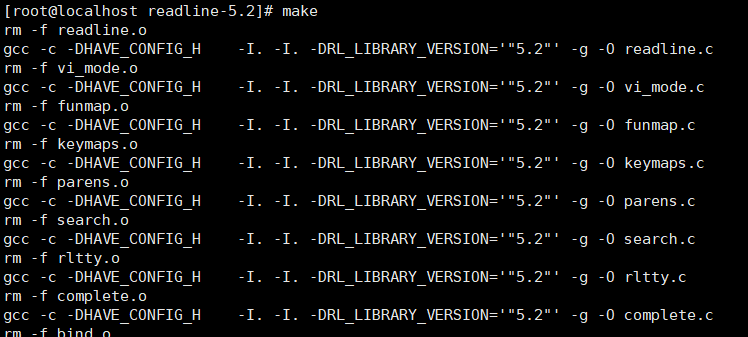 [root@localhost readline-5.2]# make
rm -f readline.o
gcc -c -DHAVE_CONFIG_H    -I. -I. -DRL_LIBRARY_VERSION='"5.2"' -g -O readline.c
rm -f vi_mode.o
gcc -c -DHAVE_CONFIG_H    -I. -I. -DRL_LIBRARY_VERSION='"5.2"' -g -O vi_mode.c
rm -f funmap.o
gcc -c -DHAVE_CONFIG_H    -I. -I. -DRL_LIBRARY_VERSION='"5.2"' -g -O funmap.c
rm -f keymaps.o
gcc -c -DHAVE_CONFIG_H    -I. -I. -DRL_LIBRARY_VERSION='"5.2"' -g -O keymaps.c
rm -f parens.o
gcc -c -DHAVE_CONFIG_H    -I. -I. -DRL_LIBRARY_VERSION='"5.2"' -g -O parens.c
rm -f search.o
gcc -c -DHAVE_CONFIG_H    -I. -I. -DRL_LIBRARY_VERSION='"5.2"' -g -O search.c
rm -f rltty.o
gcc -c -DHAVE_CONFIG_H    -I. -I. -DRL_LIBRARY_VERSION='"5.2"' -g -O rltty.c
rm -f complete.o
gcc -c -DHAVE_CONFIG_H    -I. -I. -DRL_LIBRARY_VERSION='"5.2"' -g -O complete.c
rm -f bind.o